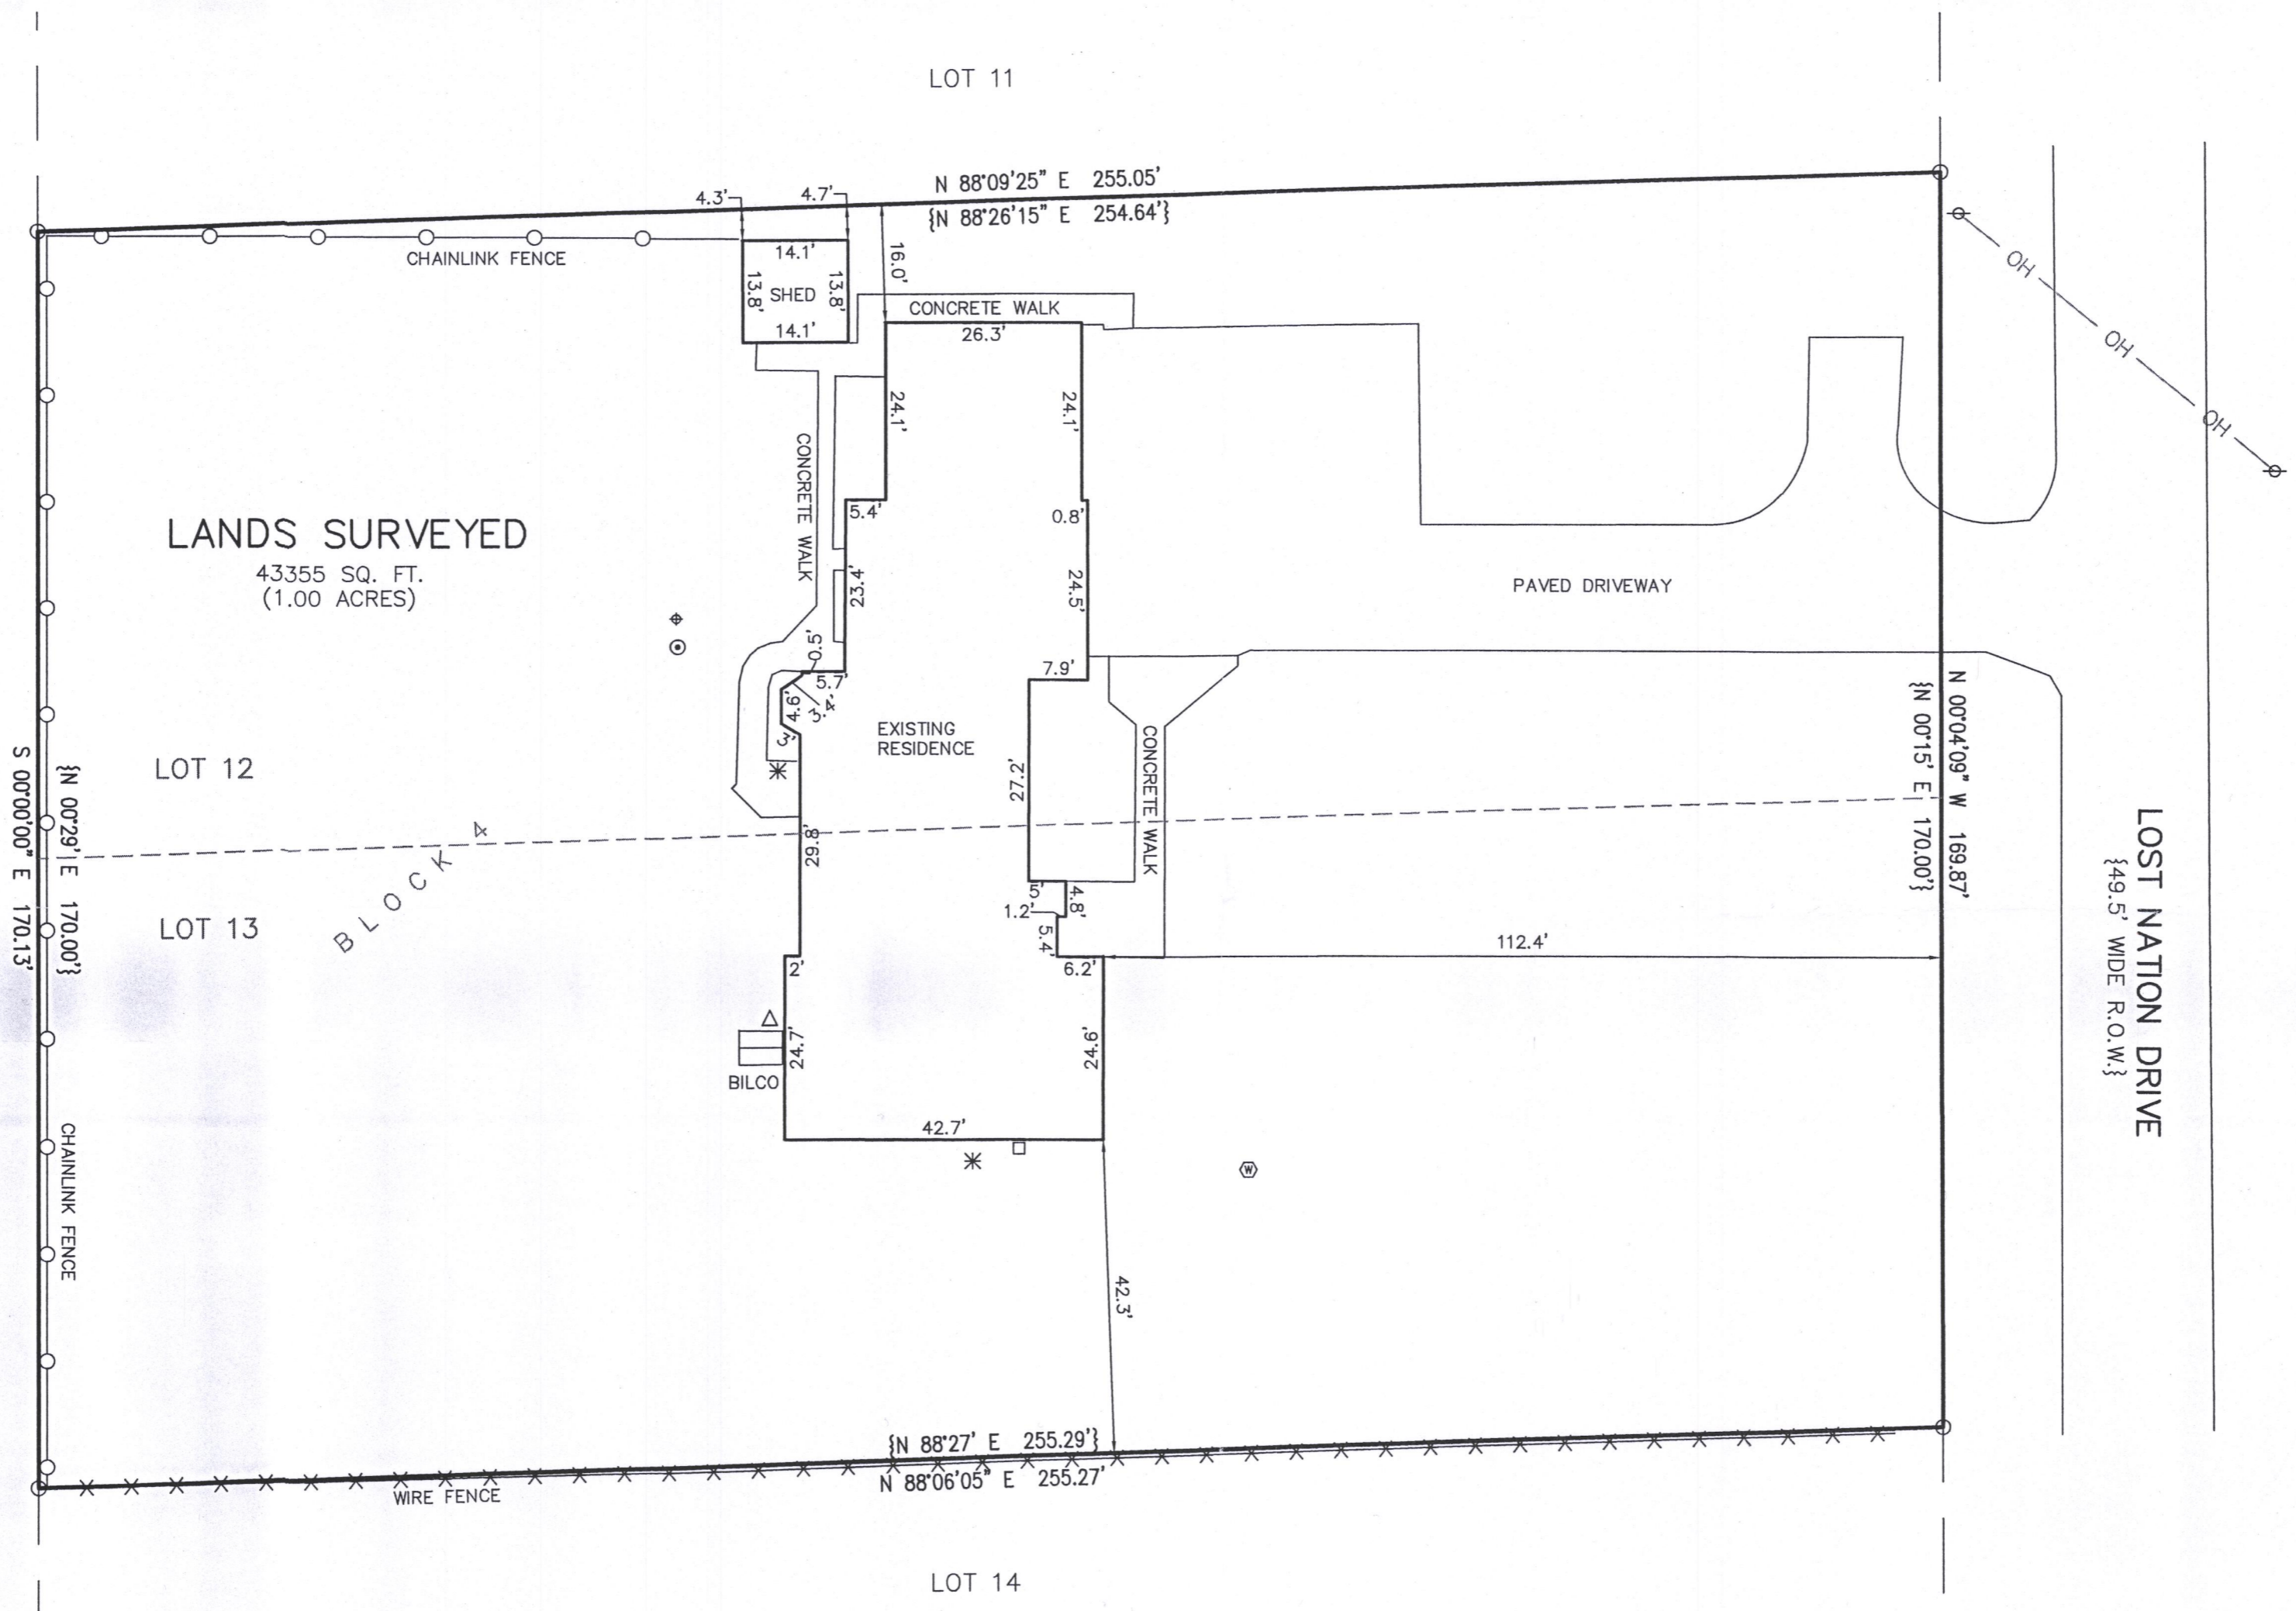 LOT 11
N 88°09'25" E 255.05'
{N 88°26'15" E 254.64'}
4.3'
4.7'
CHAINLINK FENCE
14.1'
13.8'
SHED
13.8'
14.1'
16.0'
CONCRETE WALK
26.3'
OH
OH
OH
24.1'
24.1'
CONCRETE WALK
LANDS SURVEYED
43355 SQ. FT.
(1.00 ACRES)
5.4'
0.8'
23.4'
24.5'
PAVED DRIVEWAY
0.5'
5.7'
3.4'
4.6'
3'
7.9'
EXISTING
RESIDENCE
27.2'
CONCRETE WALK
N 00°04'09" W 169.87'
{N 00°15' E 170.00'}
LOT 12
S 00°00'00" E 170.13'
{N 00°29' E 170.00'}
BLOCK 4
LOT 13
29.8'
5'
4.8'
1.2'
5.4'
6.2'
112.4'
LOST NATION DRIVE
{49.5' WIDE R.O.W.}
2'
24.7'
24.6'
BILCO
42.7'
W
CHAINLINK FENCE
42.3'
{N 88°27' E 255.29'}
N 88°06'05" E 255.27'
WIRE FENCE
LOT 14